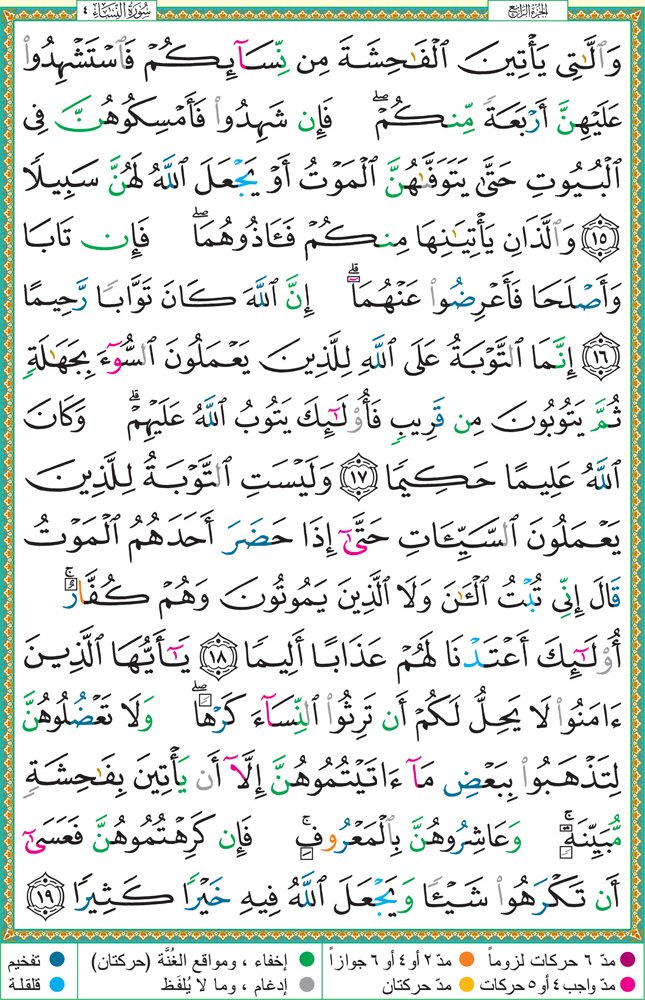 سُورَةُ النِّسَاءِ ٤
الجزء الرابع
وَٱلَّٰتِى يَأْتِينَ ٱلْفَٰحِشَةَ مِن نِّسَآئِكُمْ فَٱسْتَشْهِدُوا۟
عَلَيْهِنَّ أَرْبَعَةً مِّنكُمْ ۖ فَإِن شَهِدُوا۟ فَأَمْسِكُوهُنَّ فِى
ٱلْبُيُوتِ حَتَّىٰ يَتَوَفَّىٰهُنَّ ٱلْمَوْتُ أَوْ يَجْعَلَ ٱللَّهُ لَهُنَّ سَبِيلًا
١٥ وَٱلَّذَانِ يَأْتِيَٰنِهَا مِنكُمْ فَـَٔاذُوهُمَا ۖ فَإِن تَابَا
وَأَصْلَحَا فَأَعْرِضُوا۟ عَنْهُمَآ ۗ إِنَّ ٱللَّهَ كَانَ تَوَّابًا رَّحِيمًا
١٦ إِنَّمَا ٱلتَّوْبَةُ عَلَى ٱللَّهِ لِلَّذِينَ يَعْمَلُونَ ٱلسُّوٓءَ بِجَهَٰلَةٍ
ثُمَّ يَتُوبُونَ مِن قَرِيبٍ فَأُو۟لَٰٓئِكَ يَتُوبُ ٱللَّهُ عَلَيْهِمْ ۗ وَكَانَ
ٱللَّهُ عَلِيمًا حَكِيمًا ١٧ وَلَيْسَتِ ٱلتَّوْبَةُ لِلَّذِينَ
يَعْمَلُونَ ٱلسَّيِّـَٔاتِ حَتَّىٰٓ إِذَا حَضَرَ أَحَدَهُمُ ٱلْمَوْتُ
قَالَ إِنِّى تُبْتُ ٱلْـَٰٔنَ وَلَا ٱلَّذِينَ يَمُوتُونَ وَهُمْ كُفَّارٌ ۚ
أُو۟لَٰٓئِكَ أَعْتَدْنَا لَهُمْ عَذَابًا أَلِيمًا ١٨ يَٰٓأَيُّهَا ٱلَّذِينَ
ءَامَنُوا۟ لَا يَحِلُّ لَكُمْ أَن تَرِثُوا۟ ٱلنِّسَآءَ كَرْهًا ۖ وَلَا تَعْضُلُوهُنَّ
لِتَذْهَبُوا۟ بِبَعْضِ مَآ ءَاتَيْتُمُوهُنَّ إِلَّآ أَن يَأْتِينَ بِفَٰحِشَةٍ
مُّبَيِّنَةٍ ۚ وَعَاشِرُوهُنَّ بِٱلْمَعْرُوفِ ۚ فَإِن كَرِهْتُمُوهُنَّ فَعَسَىٰٓ
أَن تَكْرَهُوا۟ شَيْـًٔا وَيَجْعَلَ ٱللَّهُ فِيهِ خَيْرًا كَثِيرًا ١٩
مدّ ٦ حركات لزوماً مدّ ٢ أو ٤ أو ٦ جوازاً إخفاء ، ومواقع الغُنَّة (حركتان) تفخيم
مدّ واجب ٤ أو ٥ حركات مدّ حركتان إدغام ، وما لا يُلفَظ قلقلة